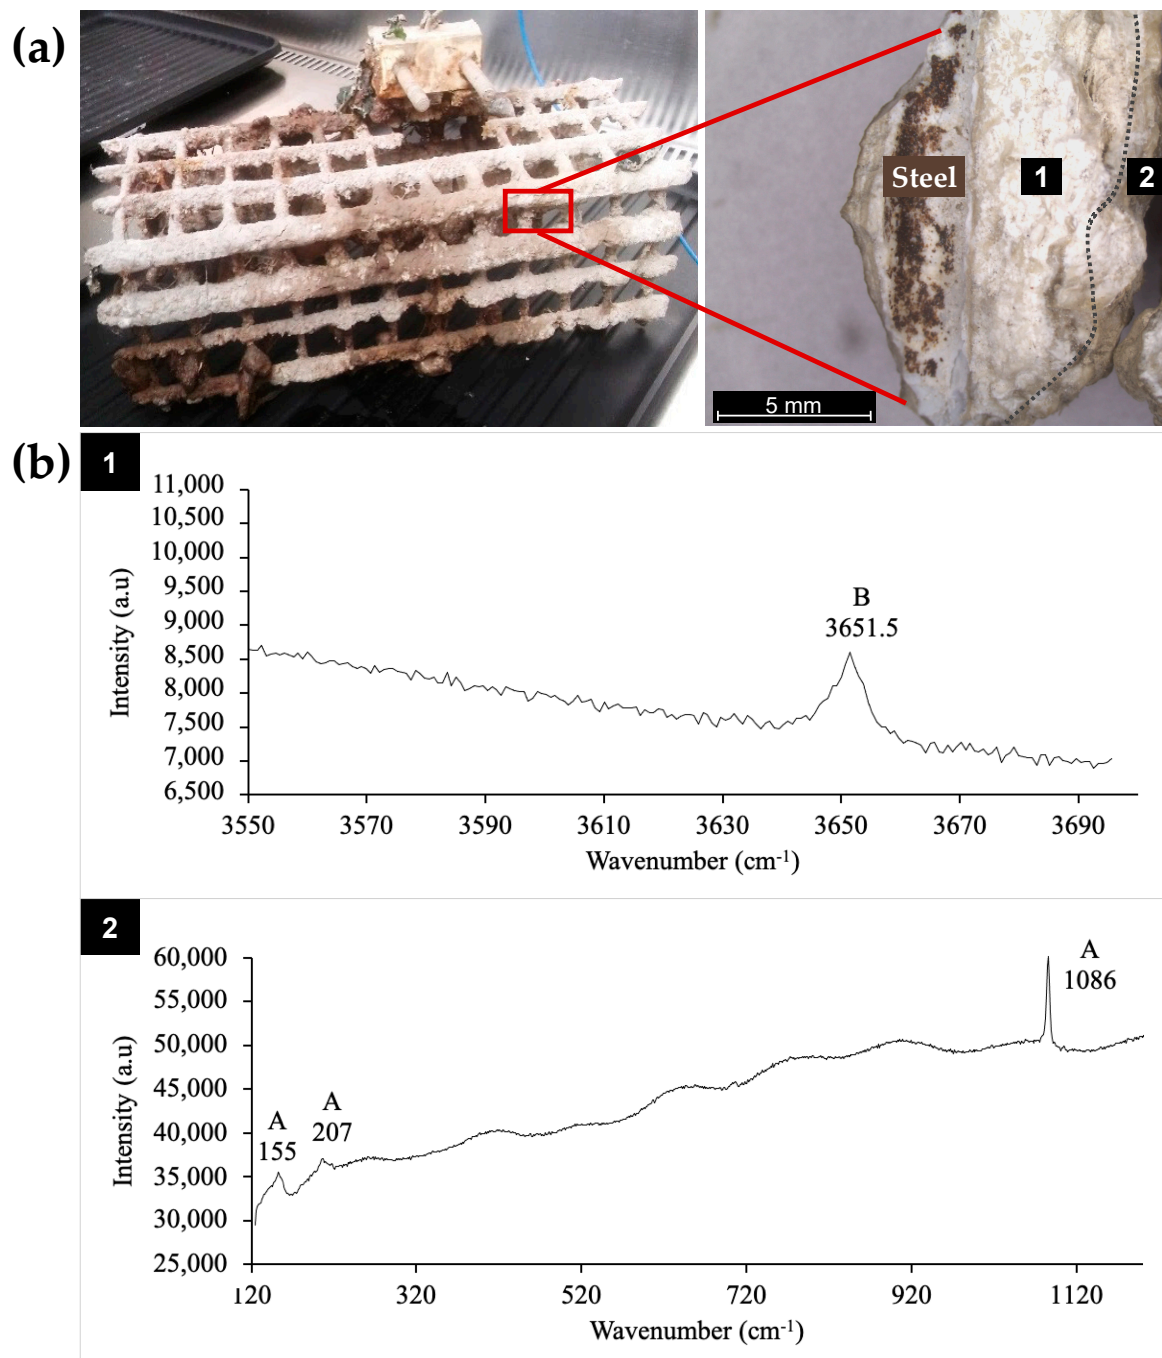 (a)
Steel
1
2
5 mm
(b)
1
11,000
10,500
10,000
9,500
9,000
8,500
8,000
7,500
7,000
6,500
Intensity (a.u)
B
3651.5
3550 3570 3590 3610 3630 3650 3670 3690
Wavenumber (cm⁻¹)
2
60,000
55,000
50,000
45,000
40,000
35,000
30,000
25,000
Intensity (a.u)
A
155
A
207
A
1086
120 320 520 720 920 1120
Wavenumber (cm⁻¹)